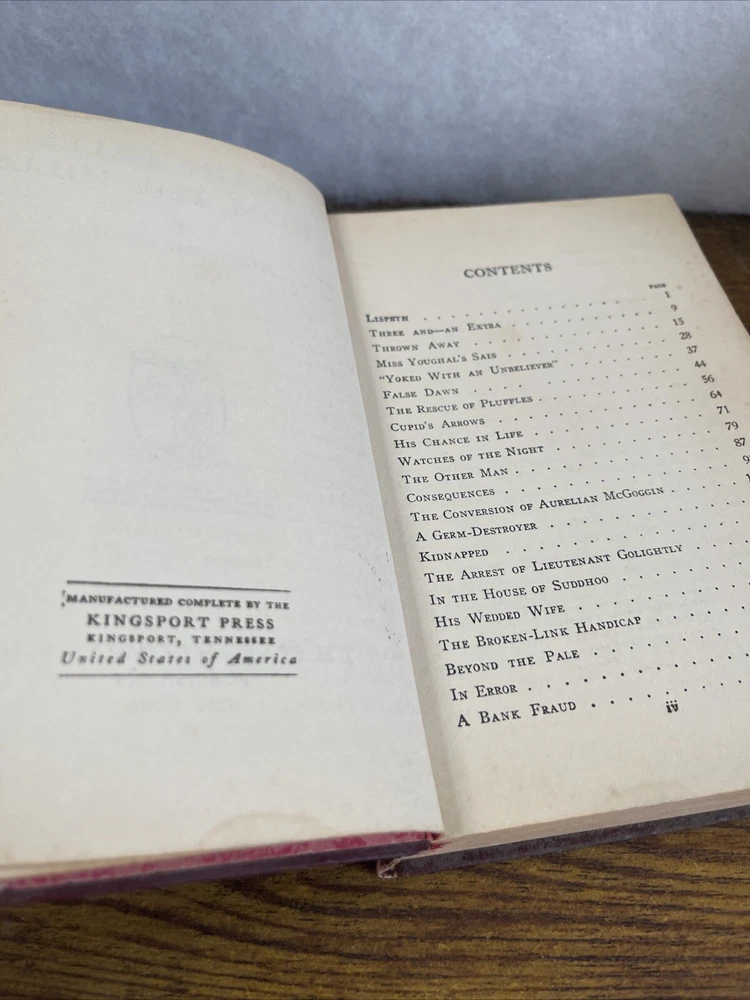 MANUFACTURED COMPLETE BY THE
KINGSPORT PRESS
KINGSPORT, TENNESSEE
United States of America
CONTENTS
PAGE
LISPETH . . . . . . . . . . 1
THREE AND—AN EXTRA . . . . . . . . 9
THROWN AWAY . . . . . . . . . 15
MISS YOUGHAL'S SAIS . . . . . . . . 28
"YOKED WITH AN UNBELIEVER" . . . . . . 37
FALSE DAWN . . . . . . . . . 44
THE RESCUE OF PLUFFLES . . . . . . . 56
CUPID'S ARROWS . . . . . . . . . 64
HIS CHANCE IN LIFE . . . . . . . . 71
WATCHES OF THE NIGHT . . . . . . . . 79
THE OTHER MAN . . . . . . . . . 87
CONSEQUENCES . . . . . . . . .
THE CONVERSION OF AURELIAN MCGOGGIN . . . .
A GERM-DESTROYER . . . . . . . .
KIDNAPPED . . . . . . . . .
THE ARREST OF LIEUTENANT GOLIGHTLY . . .
IN THE HOUSE OF SUDDHOO . . . . . .
HIS WEDDED WIFE . . . . . . .
THE BROKEN-LINK HANDICAP . . . . .
BEYOND THE PALE . . . . . . .
IN ERROR . . . . . . . .
A BANK FRAUD . . . . . .
iv